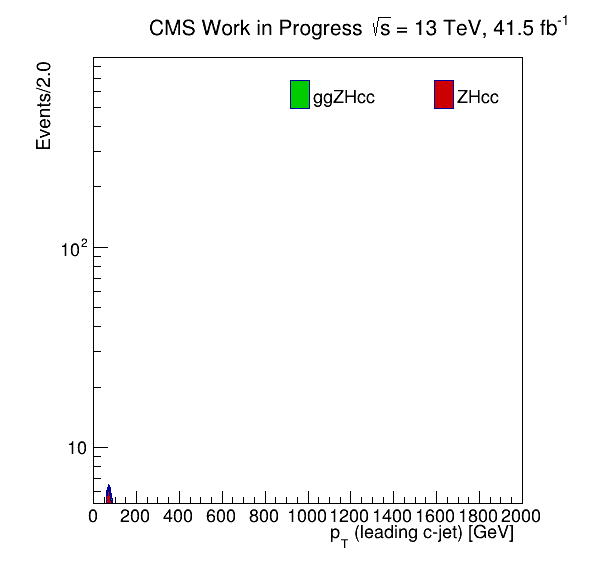 CMS Work in Progress √s = 13 TeV, 41.5 fb⁻¹
Events/2.0
ggZHcc ZHcc
10²
10
0 200 400 600 800 1000 1200 1400 1600 1800 2000
p_T (leading c-jet) [GeV]